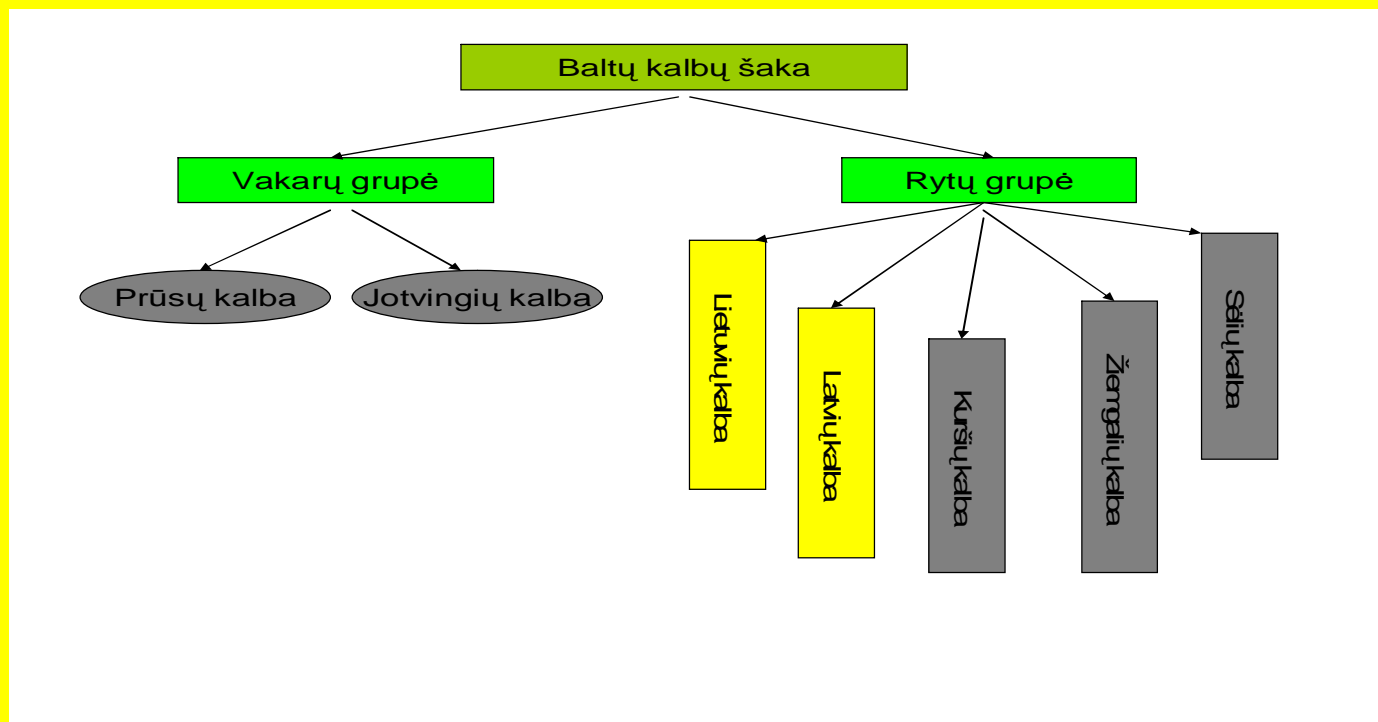 Baltų kalbų šaka
Vakarų grupė
Rytų grupė
Prūsų kalba
Jotvingių kalba
Lietuvių kalba
Latvių kalba
Kuršių kalba
Žiemgalių kalba
Sėlių kalba